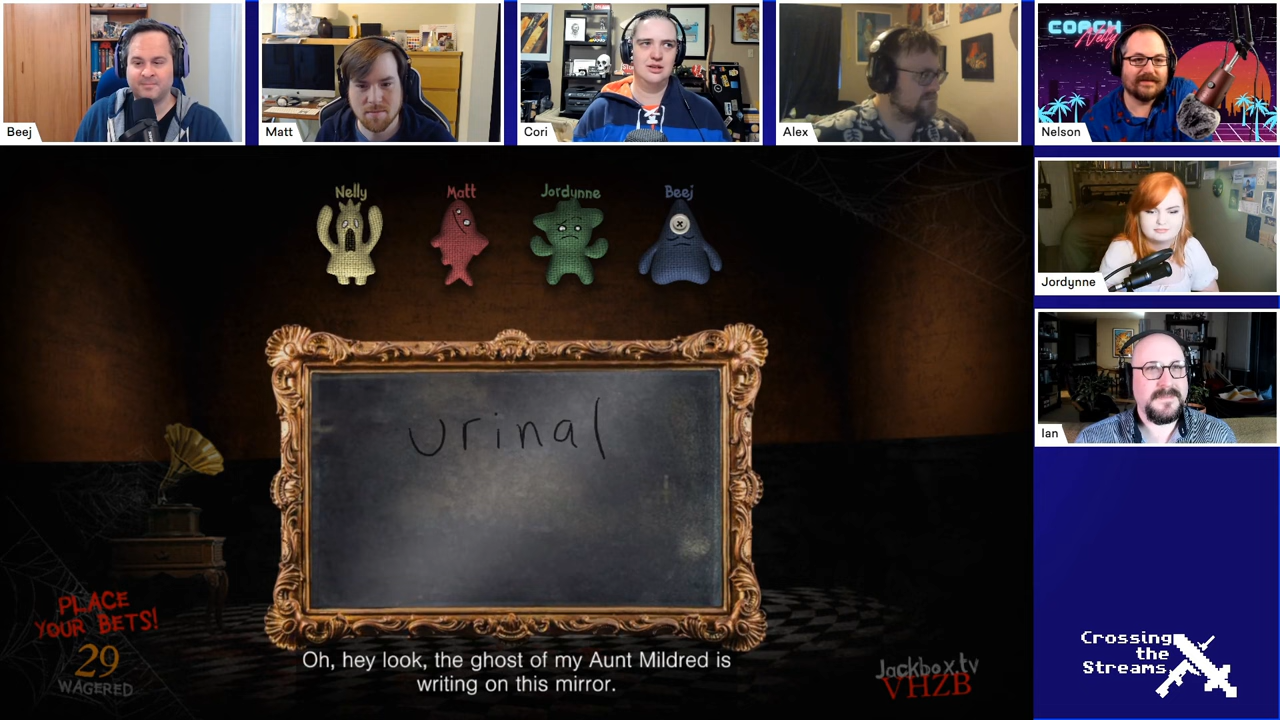 Beej
Matt
Cori
Alex
COACH
Nelly
Nelson
Jordynne
Ian
Nelly
Matt
Jordynne
Beej
urinal
PLACE
YOUR BETS!
29
WAGERED
Oh, hey look, the ghost of my Aunt Mildred is
writing on this mirror.
Jackbox.tv
VHZB
Crossing
the
Streams